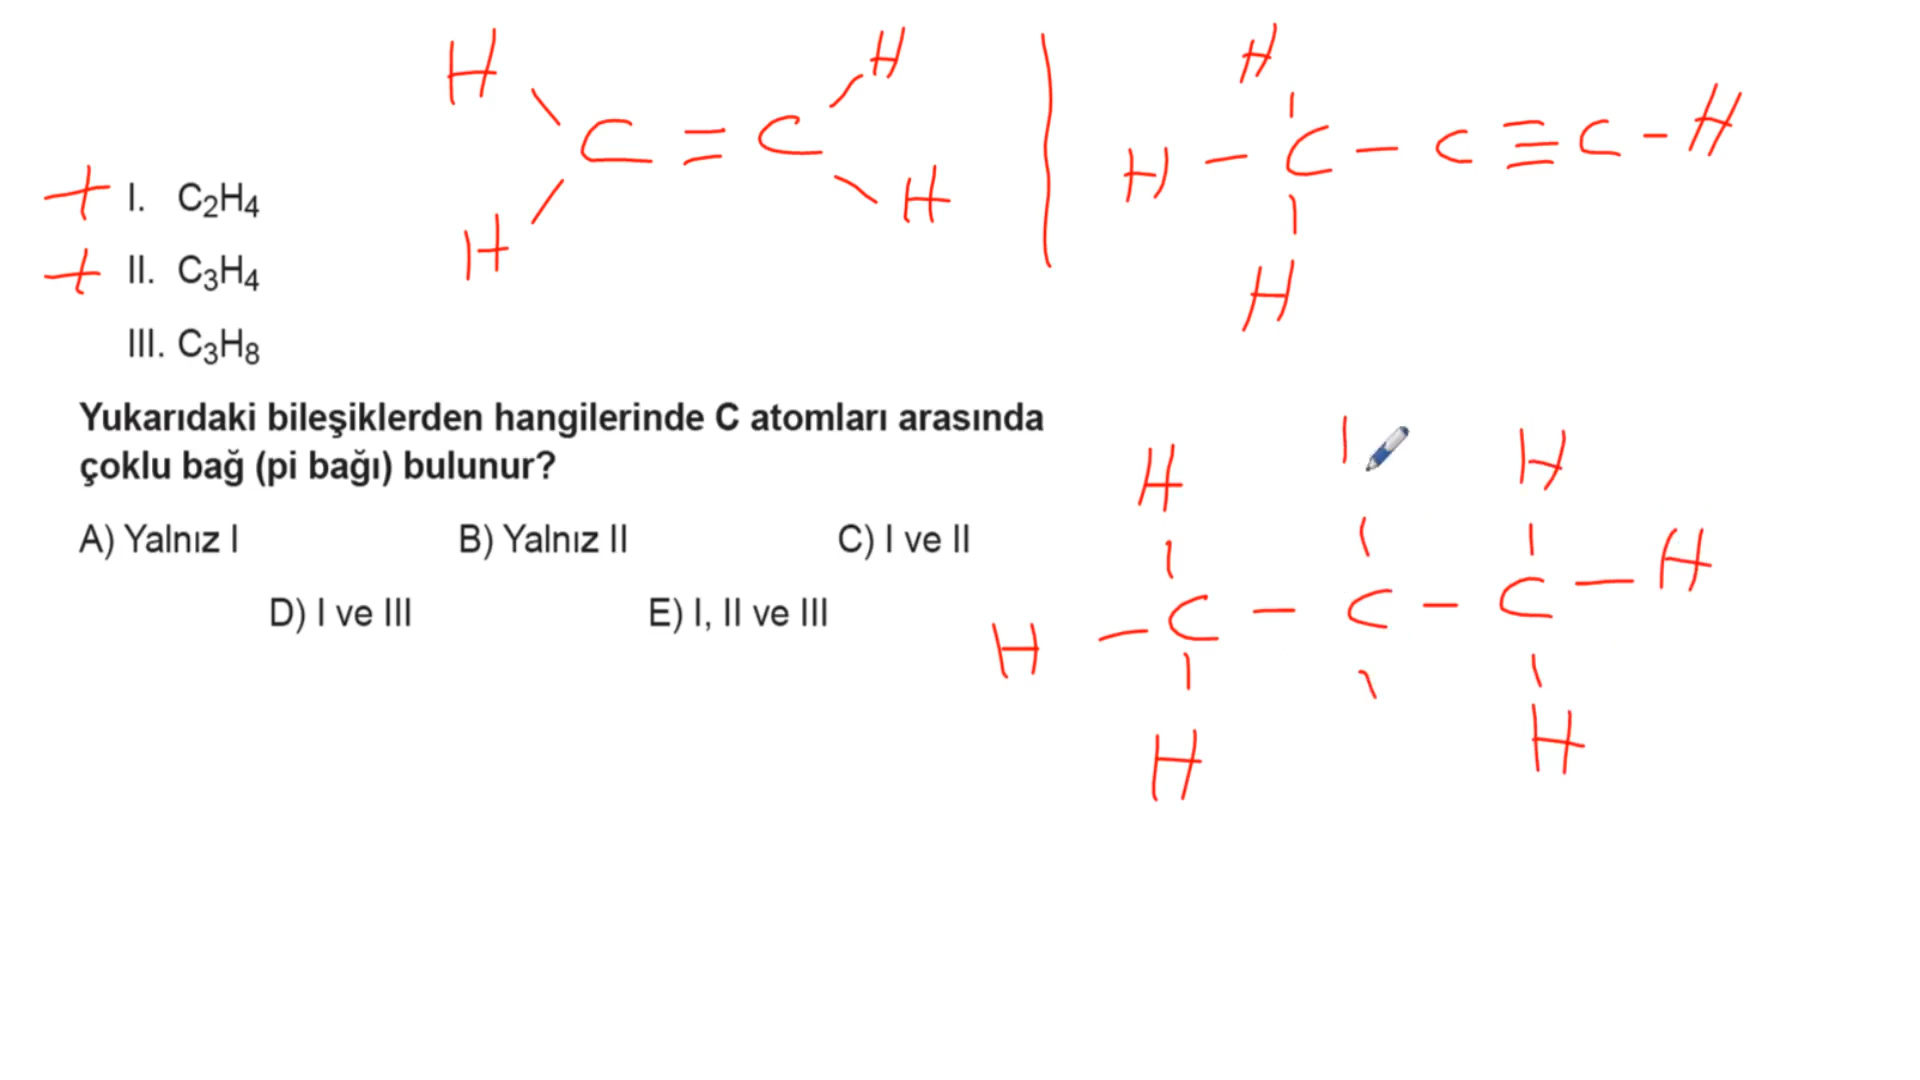 H H H
C = C H - C - C ≡ C - H
H H
H
+ I. C₂H₄
+ II. C₃H₄
III. C₃H₈
Yukarıdaki bileşiklerden hangilerinde C atomları arasında
çoklu bağ (pi bağı) bulunur?
A) Yalnız I B) Yalnız II C) I ve II
D) I ve III E) I, II ve III
H H
H - C - C - C - H
H H